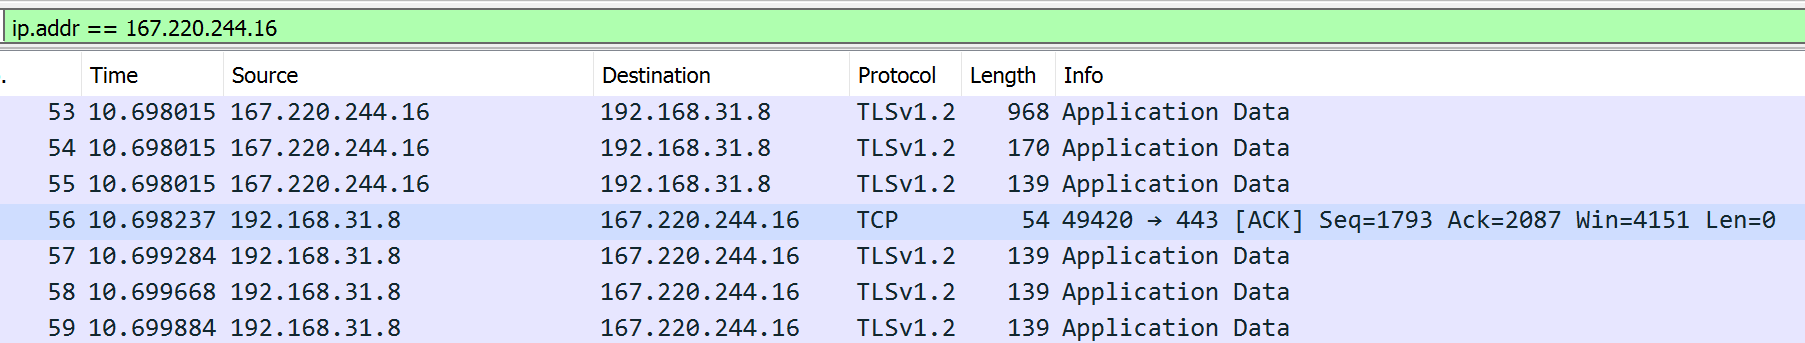 ip.addr == 167.220.244.16
. Time Source Destination Protocol Length Info
53 10.698015 167.220.244.16 192.168.31.8 TLSv1.2 968 Application Data
54 10.698015 167.220.244.16 192.168.31.8 TLSv1.2 170 Application Data
55 10.698015 167.220.244.16 192.168.31.8 TLSv1.2 139 Application Data
56 10.698237 192.168.31.8 167.220.244.16 TCP 54 49420 → 443 [ACK] Seq=1793 Ack=2087 Win=4151 Len=0
57 10.699284 192.168.31.8 167.220.244.16 TLSv1.2 139 Application Data
58 10.699668 192.168.31.8 167.220.244.16 TLSv1.2 139 Application Data
59 10.699884 192.168.31.8 167.220.244.16 TLSv1.2 139 Application Data